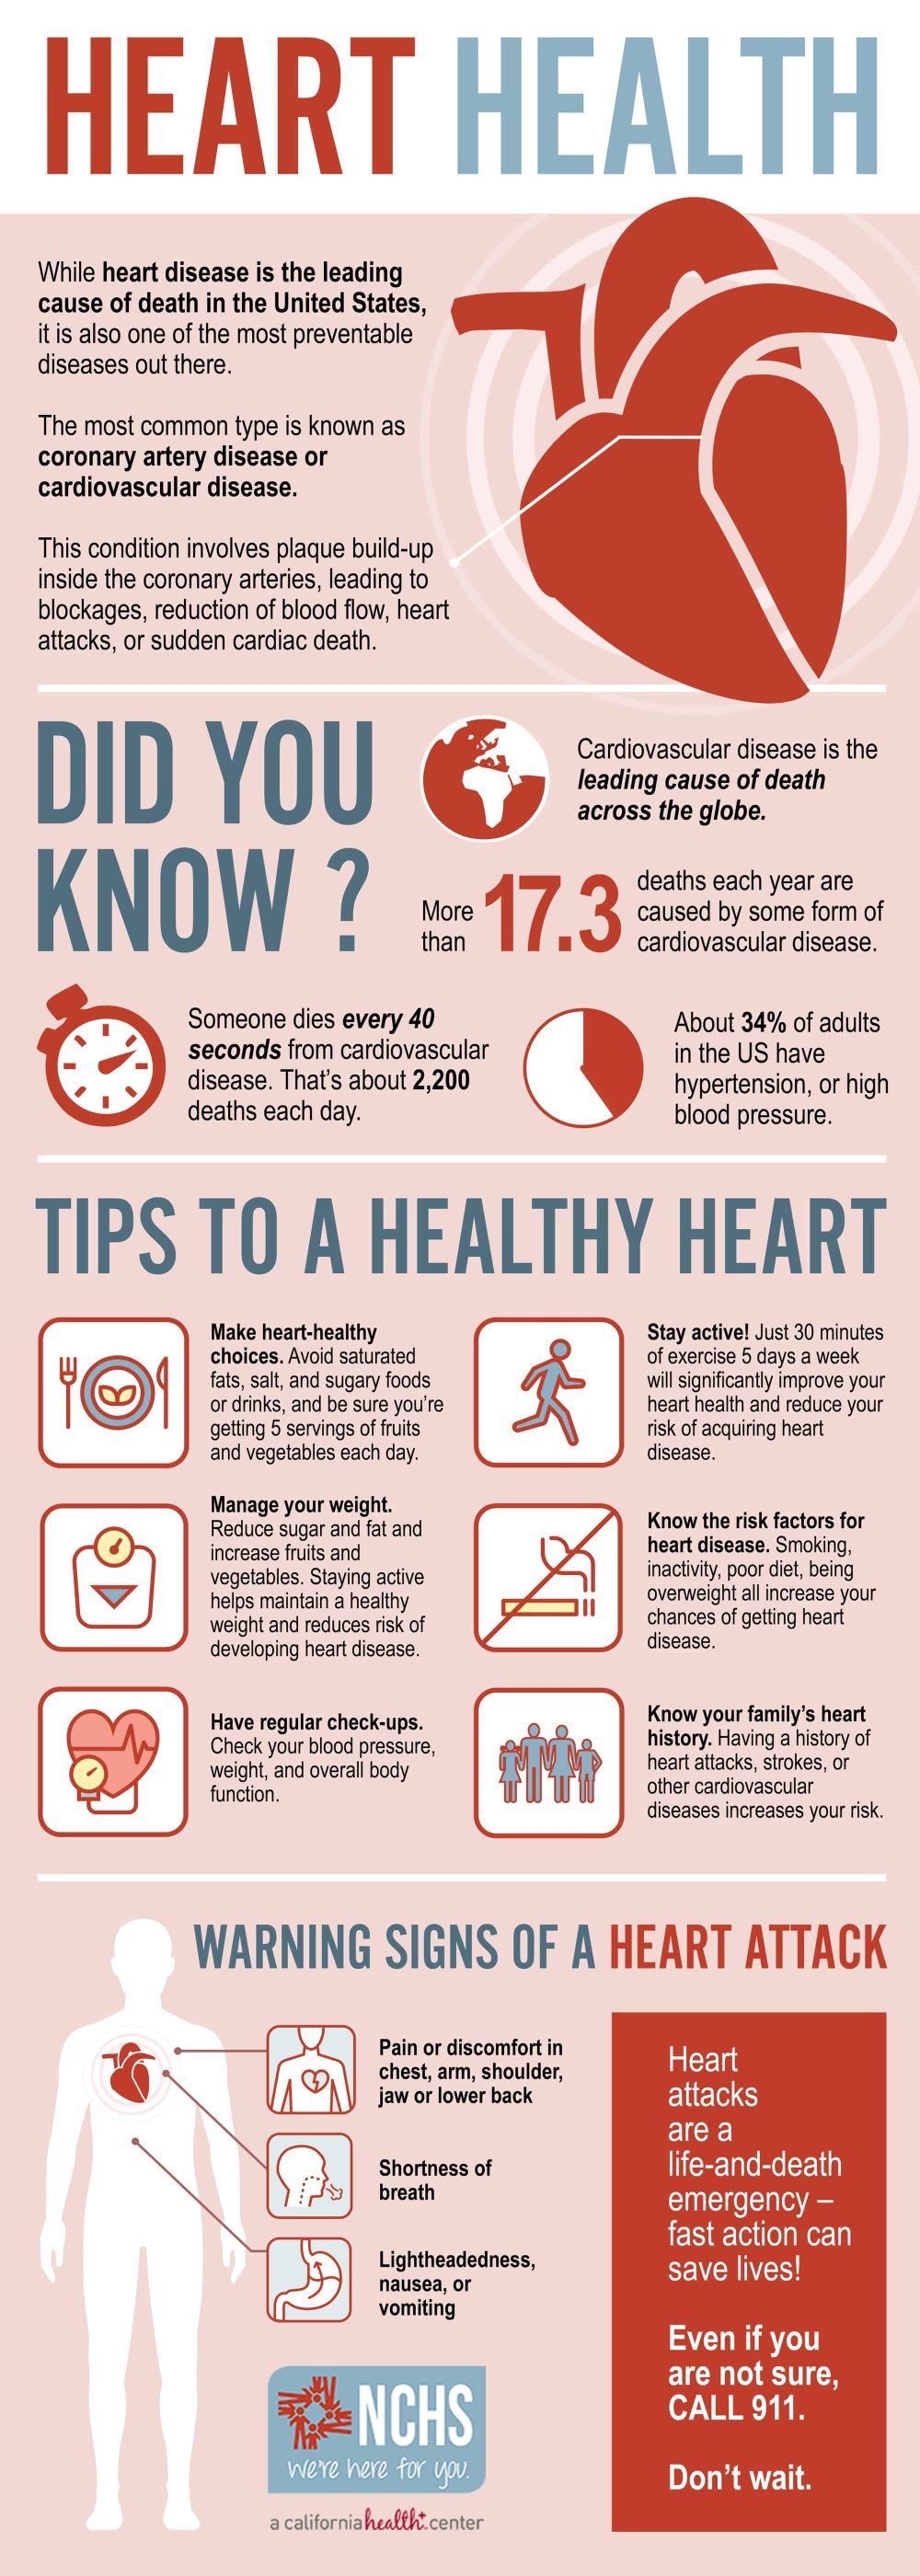 HEART HEALTH
While heart disease is the leading
cause of death in the United States,
it is also one of the most preventable
diseases out there.
The most common type is known as
coronary artery disease or
cardiovascular disease.
This condition involves plaque build-up
inside the coronary arteries, leading to
blockages, reduction of blood flow, heart
attacks, or sudden cardiac death.
DID YOU
KNOW ?
Cardiovascular disease is the
leading cause of death
across the globe.
More
than
17.3
deaths each year are
caused by some form of
cardiovascular disease.
Someone dies every 40
seconds from cardiovascular
disease. That's about 2,200
deaths each day.
About 34% of adults
in the US have
hypertension, or high
blood pressure.
TIPS TO A HEALTHY HEART
Make heart-healthy
choices. Avoid saturated
fats, salt, and sugary foods
or drinks, and be sure you're
getting 5 servings of fruits
and vegetables each day.
Stay active! Just 30 minutes
of exercise 5 days a week
will significantly improve your
heart health and reduce your
risk of acquiring heart
disease.
Manage your weight.
Reduce sugar and fat and
increase fruits and
vegetables. Staying active
helps maintain a healthy
weight and reduces risk of
developing heart disease.
Know the risk factors for
heart disease. Smoking,
inactivity, poor diet, being
overweight all increase your
chances of getting heart
disease.
Have regular check-ups.
Check your blood pressure,
weight, and overall body
function.
Know your family's heart
history. Having a history of
heart attacks, strokes, or
other cardiovascular
diseases increases your risk.
WARNING SIGNS OF A HEART ATTACK
Pain or discomfort in
chest, arm, shoulder,
jaw or lower back
Shortness of
breath
Lightheadedness,
nausea, or
vomiting
Heart
attacks
are a
life-and-death
emergency –
fast action can
save lives!
Even if you
are not sure,
CALL 911.
Don't wait.
NCHS
We're here for you.
a californiahealth+center